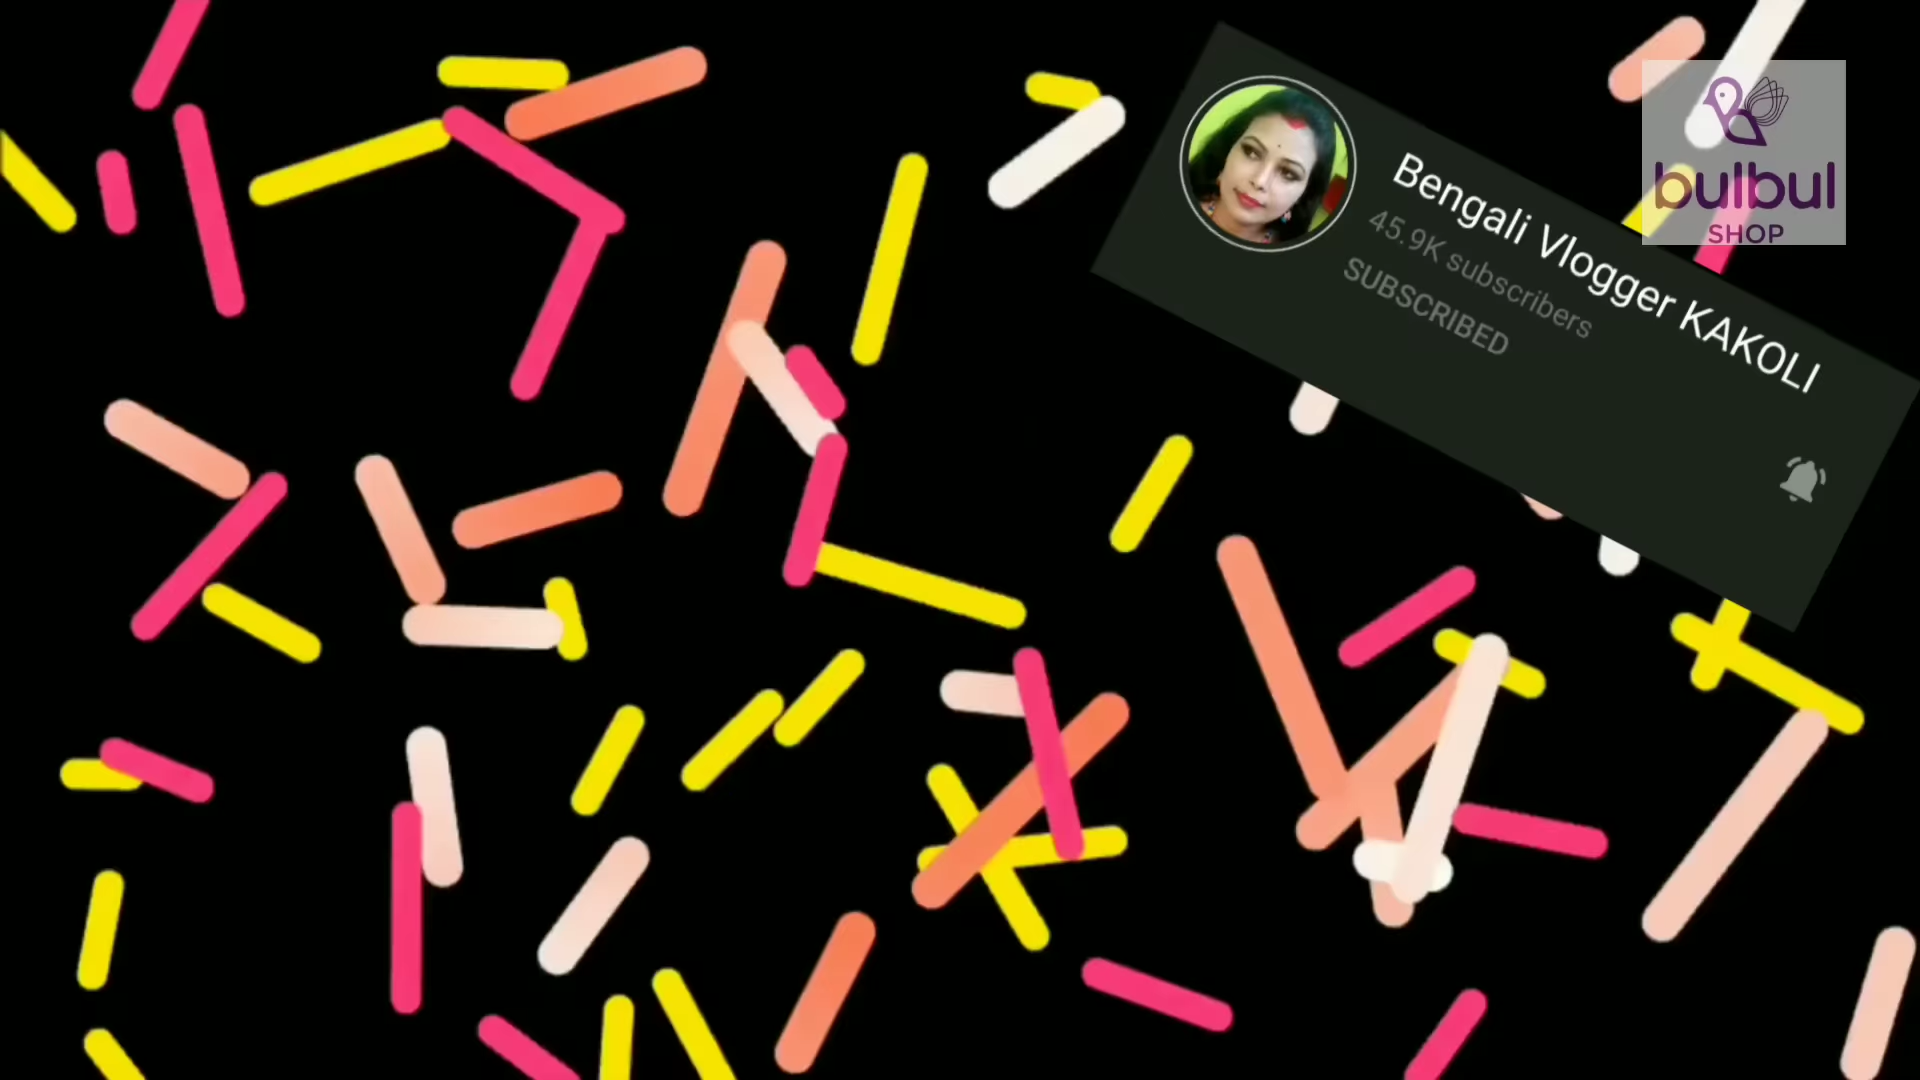 Bengali Vlogger KAKOLI
45.9K subscribers
SUBSCRIBED
bulbul
SHOP